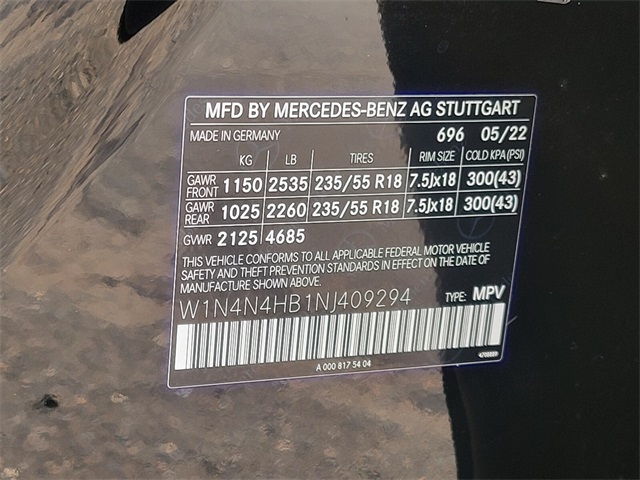 MFD BY MERCEDES-BENZ AG STUTTGART
MADE IN GERMANY 696 05/22
KG LB TIRES RIM SIZE COLD KPA(PSI)
GAWR FRONT 1150 2535 235/55 R18 7.5Jx18 300(43)
GAWR REAR 1025 2260 235/55 R18 7.5Jx18 300(43)
GVWR 2125 4685
THIS VEHICLE CONFORMS TO ALL APPLICABLE FEDERAL MOTOR VEHICLE
SAFETY AND THEFT PREVENTION STANDARDS IN EFFECT ON THE DATE OF
MANUFACTURE SHOWN ABOVE.
W1N4N4HB1NJ409294 TYPE: MPV
A 000 817 54 04